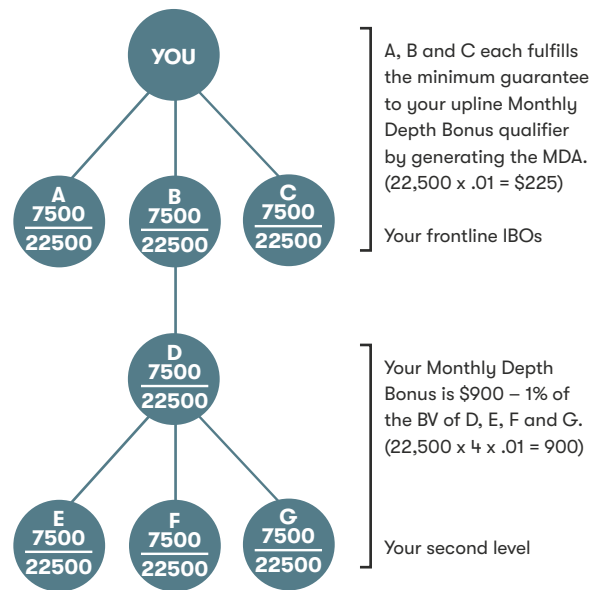 YOU
A, B and C each fulfills
the minimum guarantee
to your upline Monthly
Depth Bonus qualifier
by generating the MDA.
(22,500 x .01 = $225)
Your frontline IBOs
A
7500
22500
B
7500
22500
C
7500
22500
D
7500
22500
Your Monthly Depth
Bonus is $900 – 1% of
the BV of D, E, F and G.
(22,500 x 4 x .01 = 900)
E
7500
22500
F
7500
22500
G
7500
22500
Your second level